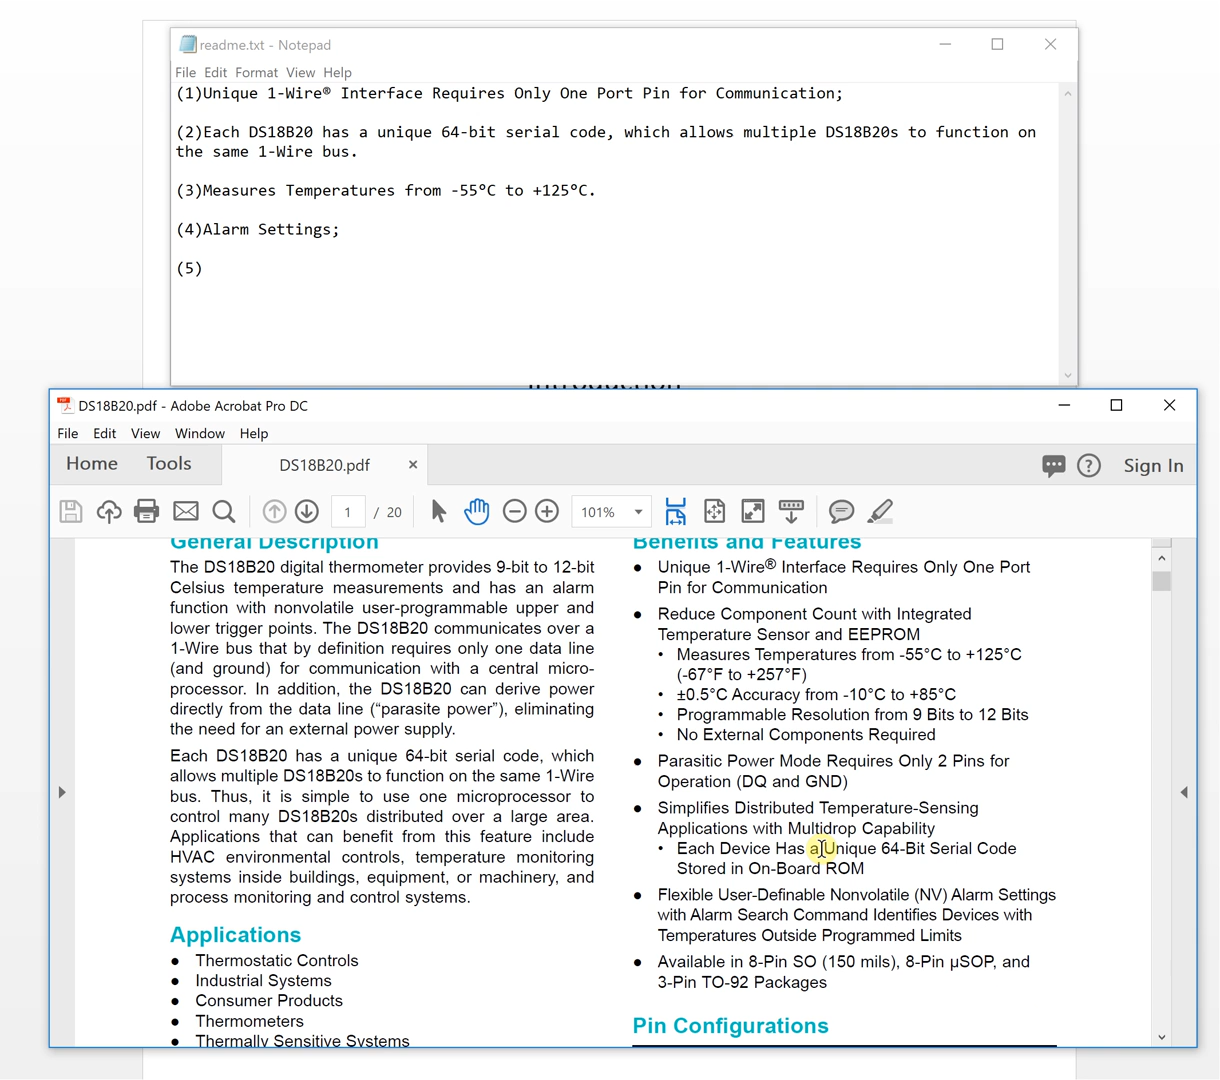 readme.txt - Notepad
File Edit Format View Help
(1)Unique 1-Wire® Interface Requires Only One Port Pin for Communication;
(2)Each DS18B20 has a unique 64-bit serial code, which allows multiple DS18B20s to function on
the same 1-Wire bus.
(3)Measures Temperatures from -55°C to +125°C.
(4)Alarm Settings;
(5)
DS18B20.pdf - Adobe Acrobat Pro DC
File Edit View Window Help
Home Tools DS18B20.pdf × Sign In
1 / 20 101%
General Description
The DS18B20 digital thermometer provides 9-bit to 12-bit
Celsius temperature measurements and has an alarm
function with nonvolatile user-programmable upper and
lower trigger points. The DS18B20 communicates over a
1-Wire bus that by definition requires only one data line
(and ground) for communication with a central micro-
processor. In addition, the DS18B20 can derive power
directly from the data line (“parasite power”), eliminating
the need for an external power supply.
Each DS18B20 has a unique 64-bit serial code, which
allows multiple DS18B20s to function on the same 1-Wire
bus. Thus, it is simple to use one microprocessor to
control many DS18B20s distributed over a large area.
Applications that can benefit from this feature include
HVAC environmental controls, temperature monitoring
systems inside buildings, equipment, or machinery, and
process monitoring and control systems.
Applications
● Thermostatic Controls
● Industrial Systems
● Consumer Products
● Thermometers
● Thermally Sensitive Systems
Benefits and Features
● Unique 1-Wire® Interface Requires Only One Port
Pin for Communication
● Reduce Component Count with Integrated
Temperature Sensor and EEPROM
• Measures Temperatures from -55°C to +125°C
(-67°F to +257°F)
• ±0.5°C Accuracy from -10°C to +85°C
• Programmable Resolution from 9 Bits to 12 Bits
• No External Components Required
● Parasitic Power Mode Requires Only 2 Pins for
Operation (DQ and GND)
● Simplifies Distributed Temperature-Sensing
Applications with Multidrop Capability
• Each Device Has a Unique 64-Bit Serial Code
Stored in On-Board ROM
● Flexible User-Definable Nonvolatile (NV) Alarm Settings
with Alarm Search Command Identifies Devices with
Temperatures Outside Programmed Limits
● Available in 8-Pin SO (150 mils), 8-Pin µSOP, and
3-Pin TO-92 Packages
Pin Configurations